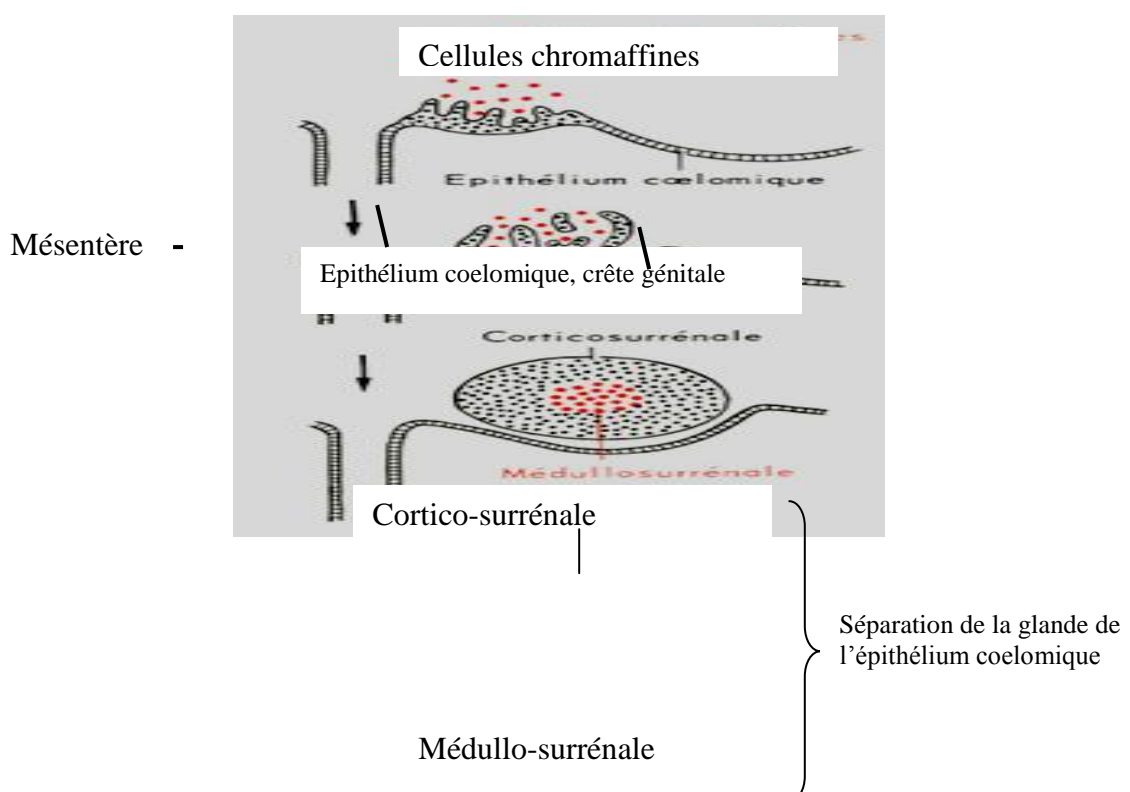 es
Cellules chromaffines
Epithélium cœlomique
Mésentère -
Epithélium coelomique, crête génitale
Corticosurrénale
Médullosurrénale
Cortico-surrénale
Séparation de la glande de
l’épithélium coelomique
Médullo-surrénale